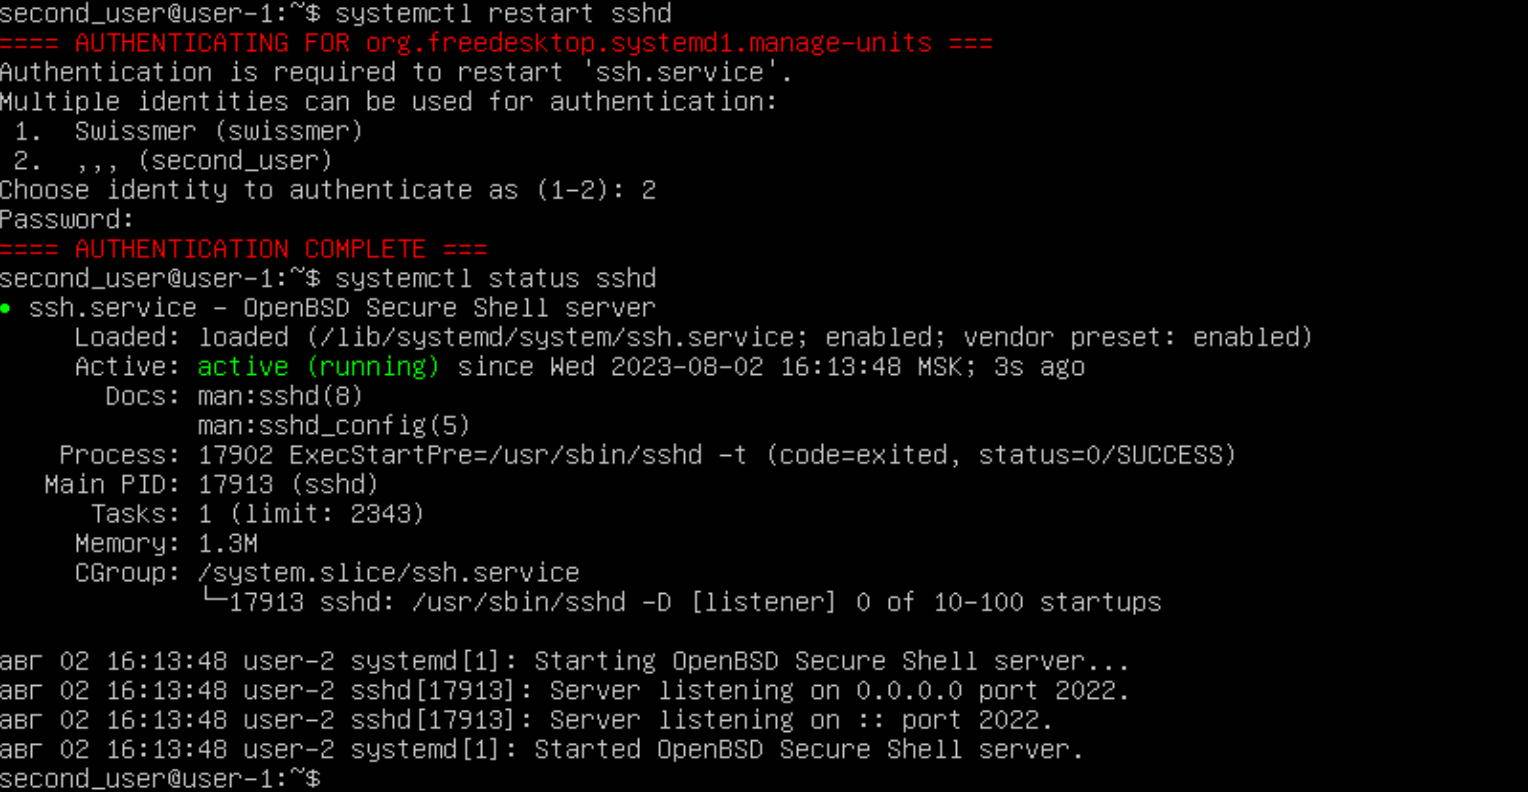 second_user@user-1:~$ systemctl restart sshd
==== AUTHENTICATING FOR org.freedesktop.systemd1.manage-units ===
Authentication is required to restart 'ssh.service'.
Multiple identities can be used for authentication:
 1.  Swissmer (swissmer)
 2.  ,,, (second_user)
Choose identity to authenticate as (1-2): 2
Password:
==== AUTHENTICATION COMPLETE ===
second_user@user-1:~$ systemctl status sshd
● ssh.service - OpenBSD Secure Shell server
     Loaded: loaded (/lib/systemd/system/ssh.service; enabled; vendor preset: enabled)
     Active: active (running) since Wed 2023-08-02 16:13:48 MSK; 3s ago
       Docs: man:sshd(8)
             man:sshd_config(5)
    Process: 17902 ExecStartPre=/usr/sbin/sshd -t (code=exited, status=0/SUCCESS)
   Main PID: 17913 (sshd)
      Tasks: 1 (limit: 2343)
     Memory: 1.3M
     CGroup: /system.slice/ssh.service
             └─17913 sshd: /usr/sbin/sshd -D [listener] 0 of 10-100 startups

авг 02 16:13:48 user-2 systemd[1]: Starting OpenBSD Secure Shell server...
авг 02 16:13:48 user-2 sshd[17913]: Server listening on 0.0.0.0 port 2022.
авг 02 16:13:48 user-2 sshd[17913]: Server listening on :: port 2022.
авг 02 16:13:48 user-2 systemd[1]: Started OpenBSD Secure Shell server.
second_user@user-1:~$